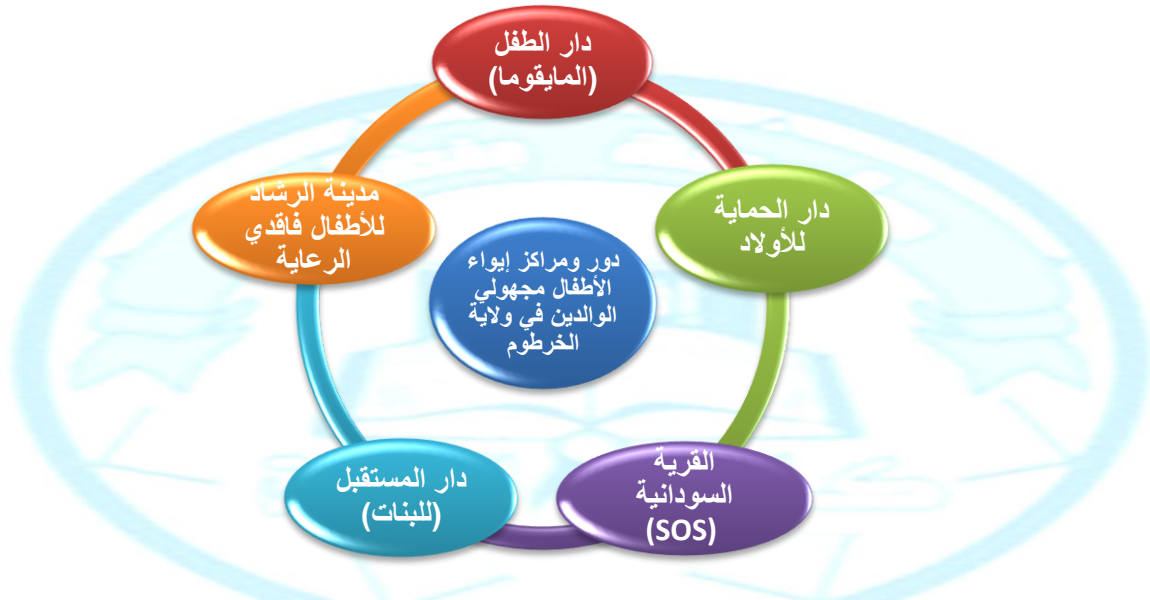 دار الطفل
(المايقوما)
دار الحماية
للأولاد
القرية
السودانية
(SOS)
دار المستقبل
(للبنات)
مدينة الرشاد
للأطفال فاقدي
الرعاية
دور ومراكز إيواء
الأطفال مجهولي
الوالدين في ولاية
الخرطوم